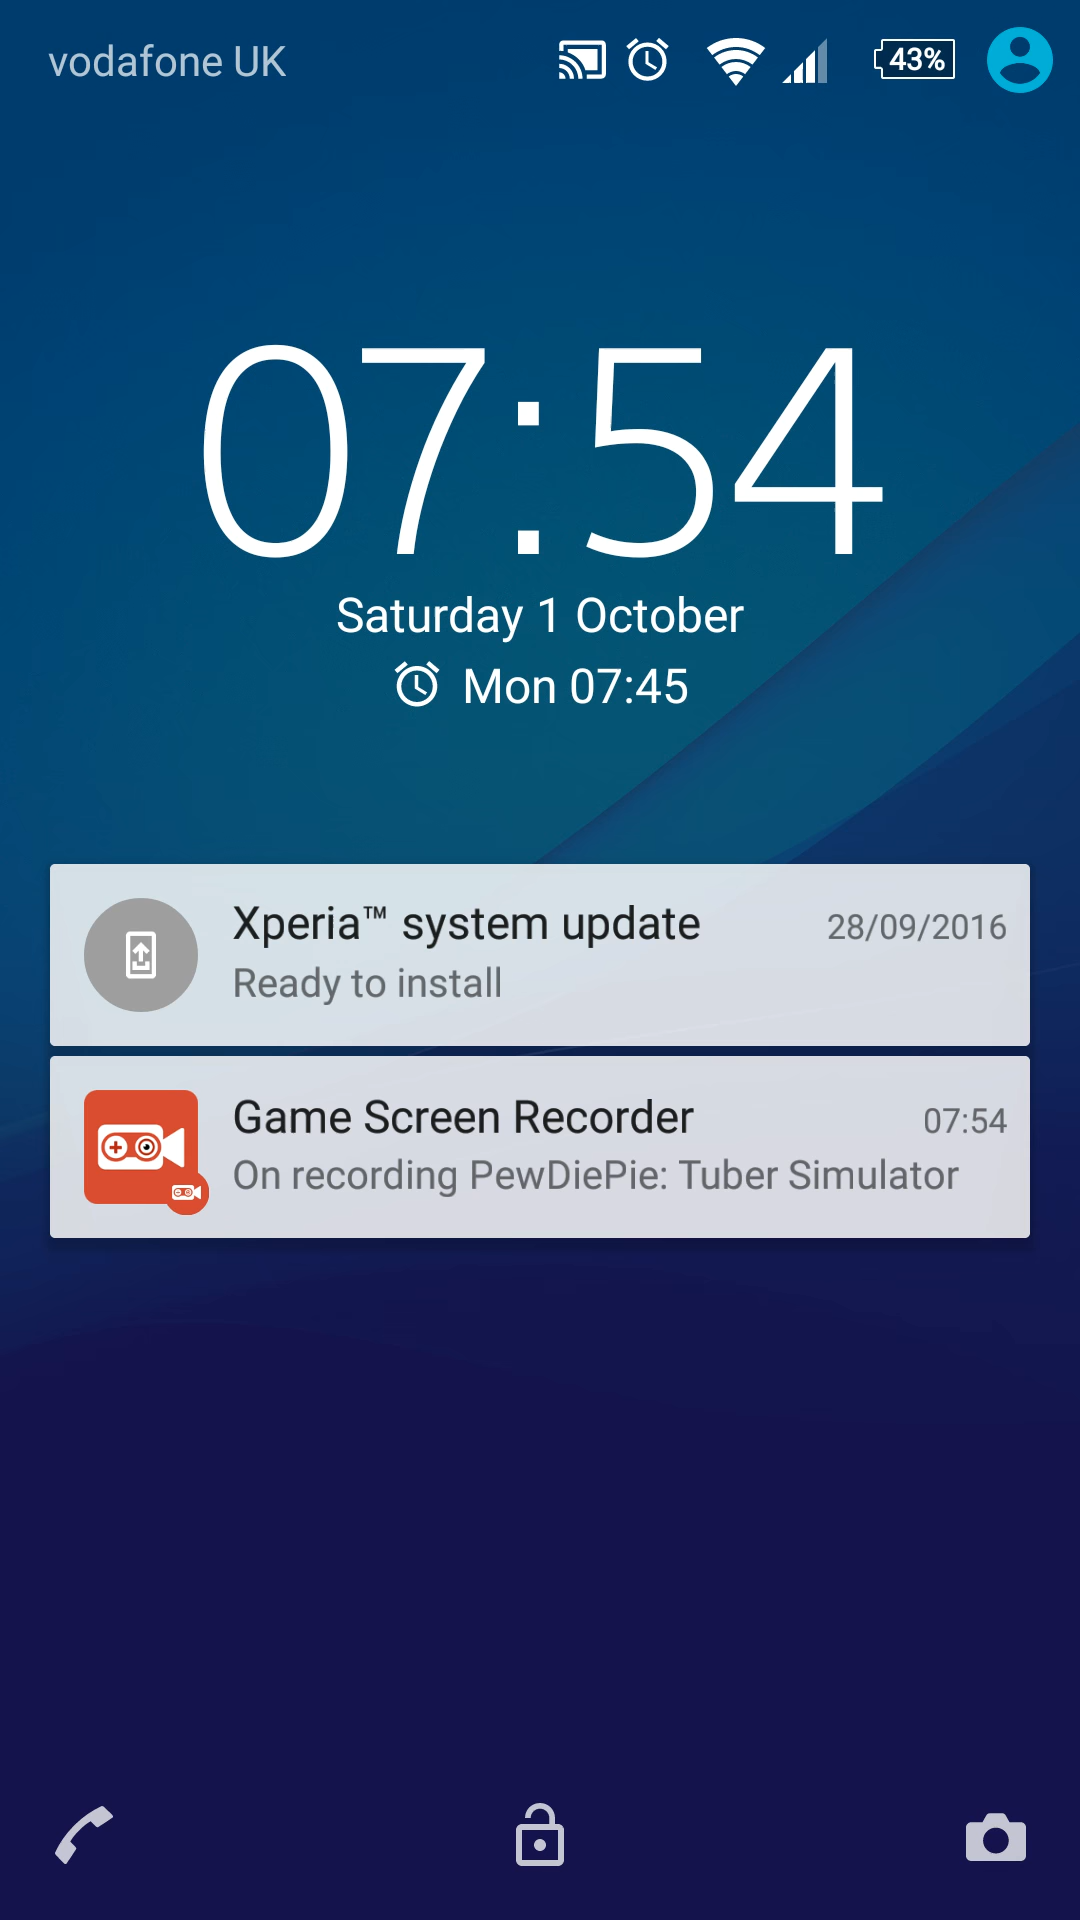 vodafone UK
43%
07:54
Saturday 1 October
Mon 07:45
Xperia™ system update
28/09/2016
Ready to install
Game Screen Recorder
07:54
On recording PewDiePie: Tuber Simulator